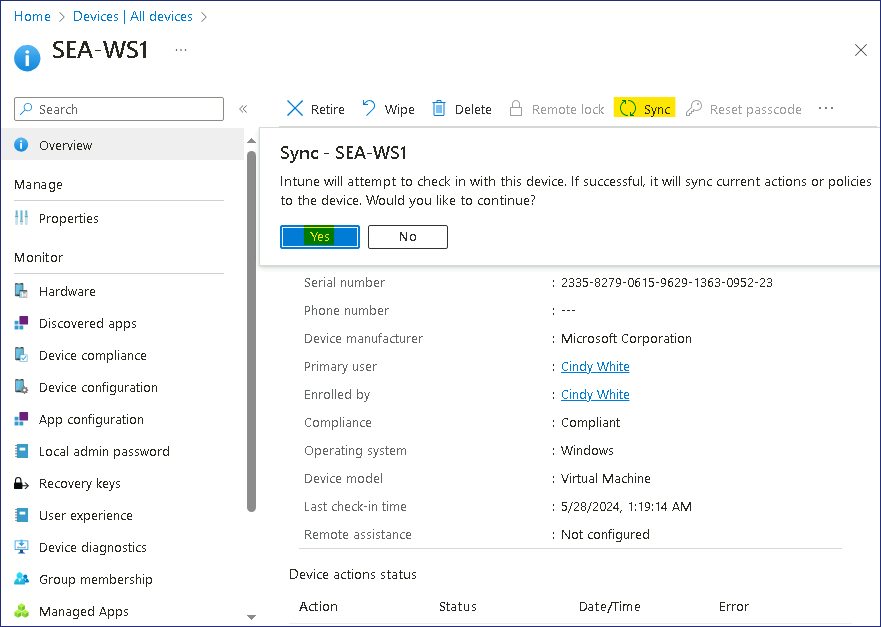 Home > Devices | All devices >
SEA-WS1 ...
Search «
Retire Wipe Delete Remote lock Sync Reset passcode ...
Overview
Manage
Properties
Monitor
Hardware
Discovered apps
Device compliance
Device configuration
App configuration
Local admin password
Recovery keys
User experience
Device diagnostics
Group membership
Managed Apps
Sync - SEA-WS1
Intune will attempt to check in with this device. If successful, it will sync current actions or policies
to the device. Would you like to continue?
Yes No
Serial number : 2335-8279-0615-9629-1363-0952-23
Phone number : ---
Device manufacturer : Microsoft Corporation
Primary user : Cindy White
Enrolled by : Cindy White
Compliance : Compliant
Operating system : Windows
Device model : Virtual Machine
Last check-in time : 5/28/2024, 1:19:14 AM
Remote assistance : Not configured
Device actions status
Action Status Date/Time Error